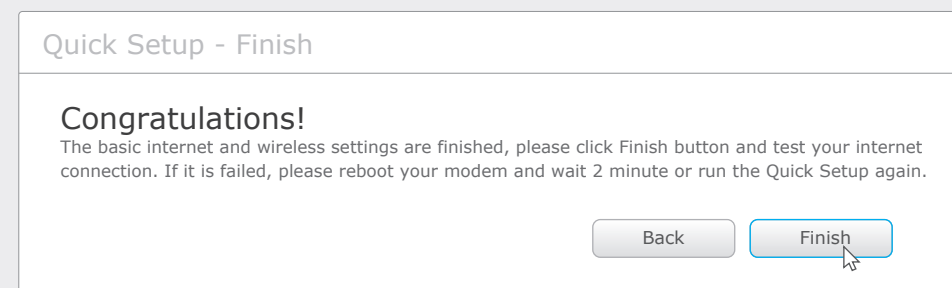 Quick Setup - Finish
Congratulations!
The basic internet and wireless settings are finished, please click Finish button and test your internet
connection. If it is failed, please reboot your modem and wait 2 minute or run the Quick Setup again.
Back Finish